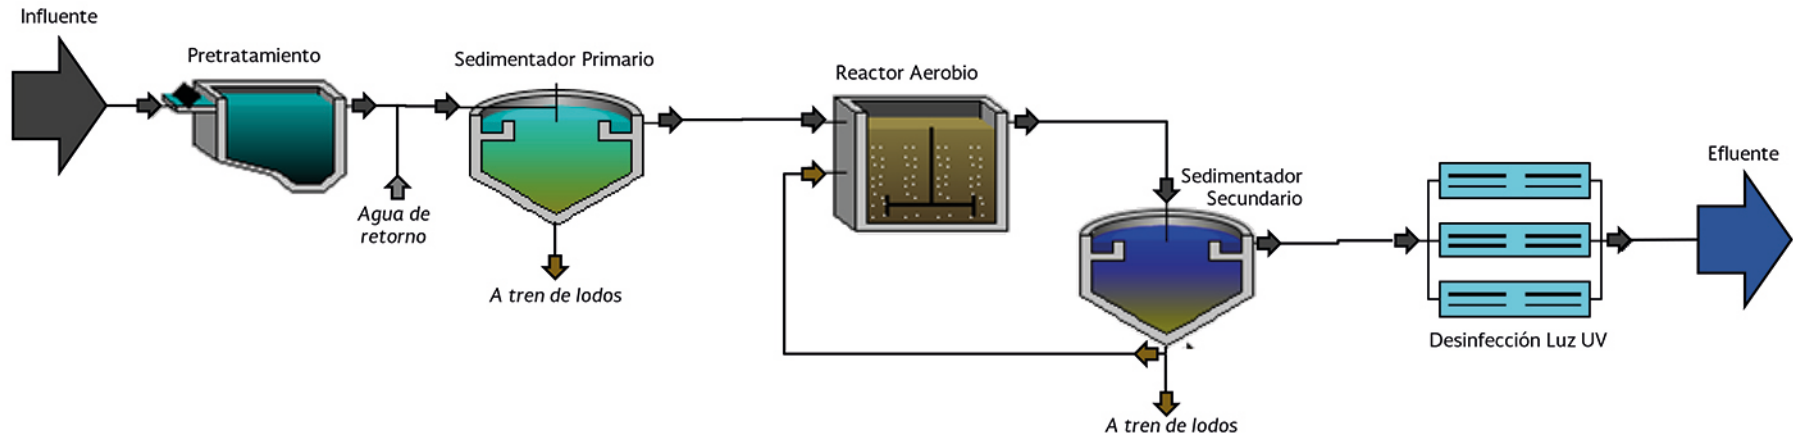 Influente
Pretratamiento
Agua de
retorno
Sedimentador Primario
A tren de lodos
Reactor Aerobio
Sedimentador
Secundario
A tren de lodos
Desinfección Luz UV
Efluente